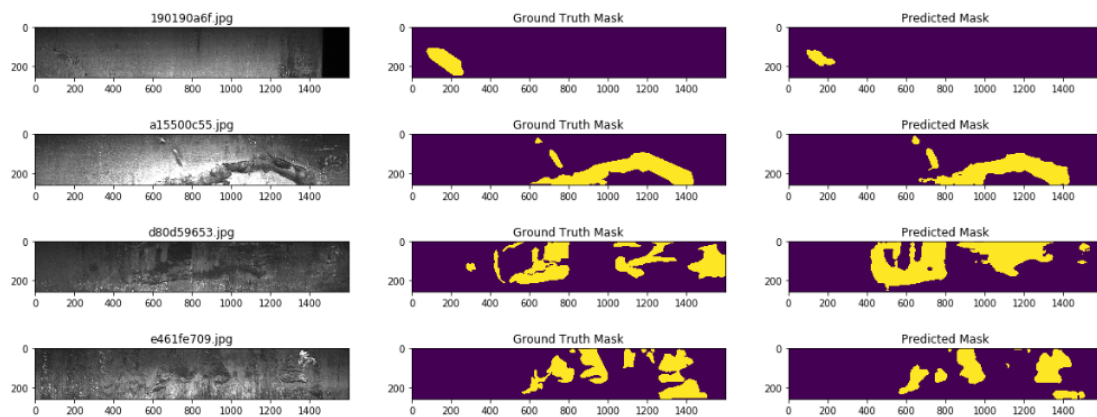 190190a6f.jpg Ground Truth Mask Predicted Mask
0 0 0
200 200 200
0 200 400 600 800 1000 1200 1400 0 200 400 600 800 1000 1200 1400 0 200 400 600 800 1000 1200 1400
a15500c55.jpg Ground Truth Mask Predicted Mask
0 0 0
200 200 200
0 200 400 600 800 1000 1200 1400 0 200 400 600 800 1000 1200 1400 0 200 400 600 800 1000 1200 1400
d80d59653.jpg Ground Truth Mask Predicted Mask
0 0 0
200 200 200
0 200 400 600 800 1000 1200 1400 0 200 400 600 800 1000 1200 1400 0 200 400 600 800 1000 1200 1400
e461fe709.jpg Ground Truth Mask Predicted Mask
0 0 0
200 200 200
0 200 400 600 800 1000 1200 1400 0 200 400 600 800 1000 1200 1400 0 200 400 600 800 1000 1200 1400